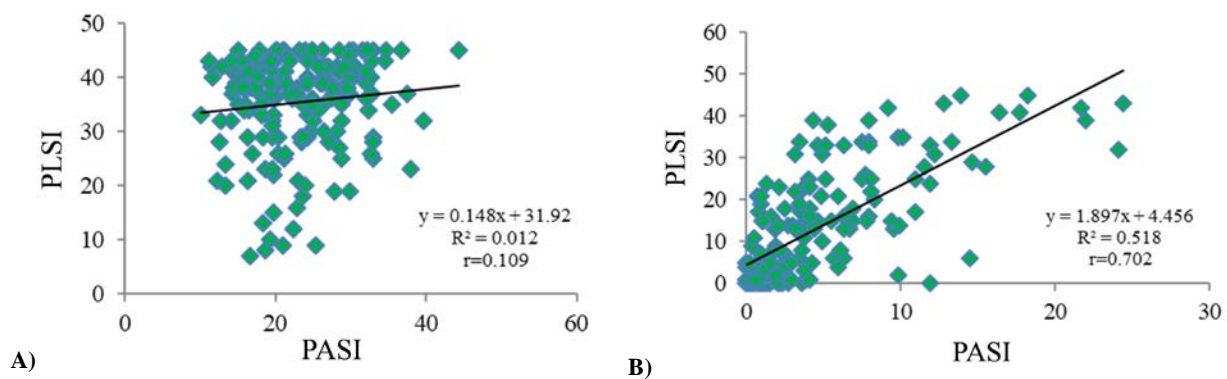 50
40
30
20
10
0
PLSI
y = 0.148x + 31.92
R² = 0.012
r=0.109
0 20 40 60
PASI
A)
60
50
40
30
20
10
0
PLSI
y = 1.897x + 4.456
R² = 0.518
r=0.702
0 10 20 30
PASI
B)